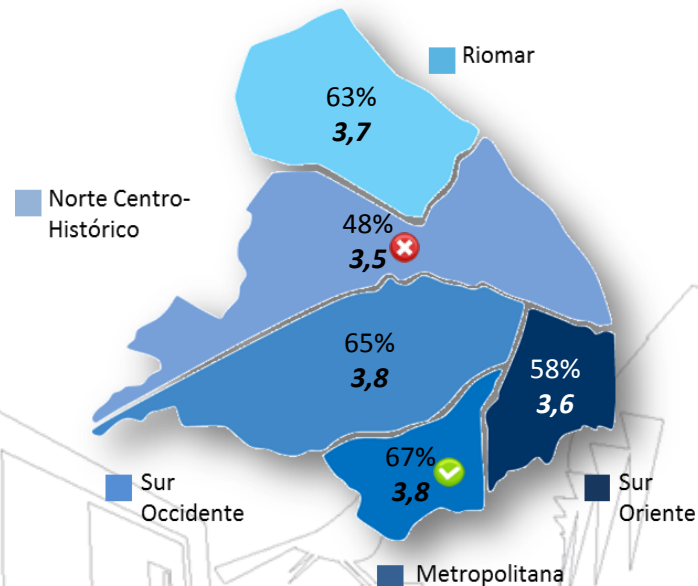 Riomar
63%
3,7
Norte Centro-
Histórico
48%
3,5
65%
3,8
58%
3,6
67%
3,8
Sur
Occidente
Sur
Oriente
Metropolitana